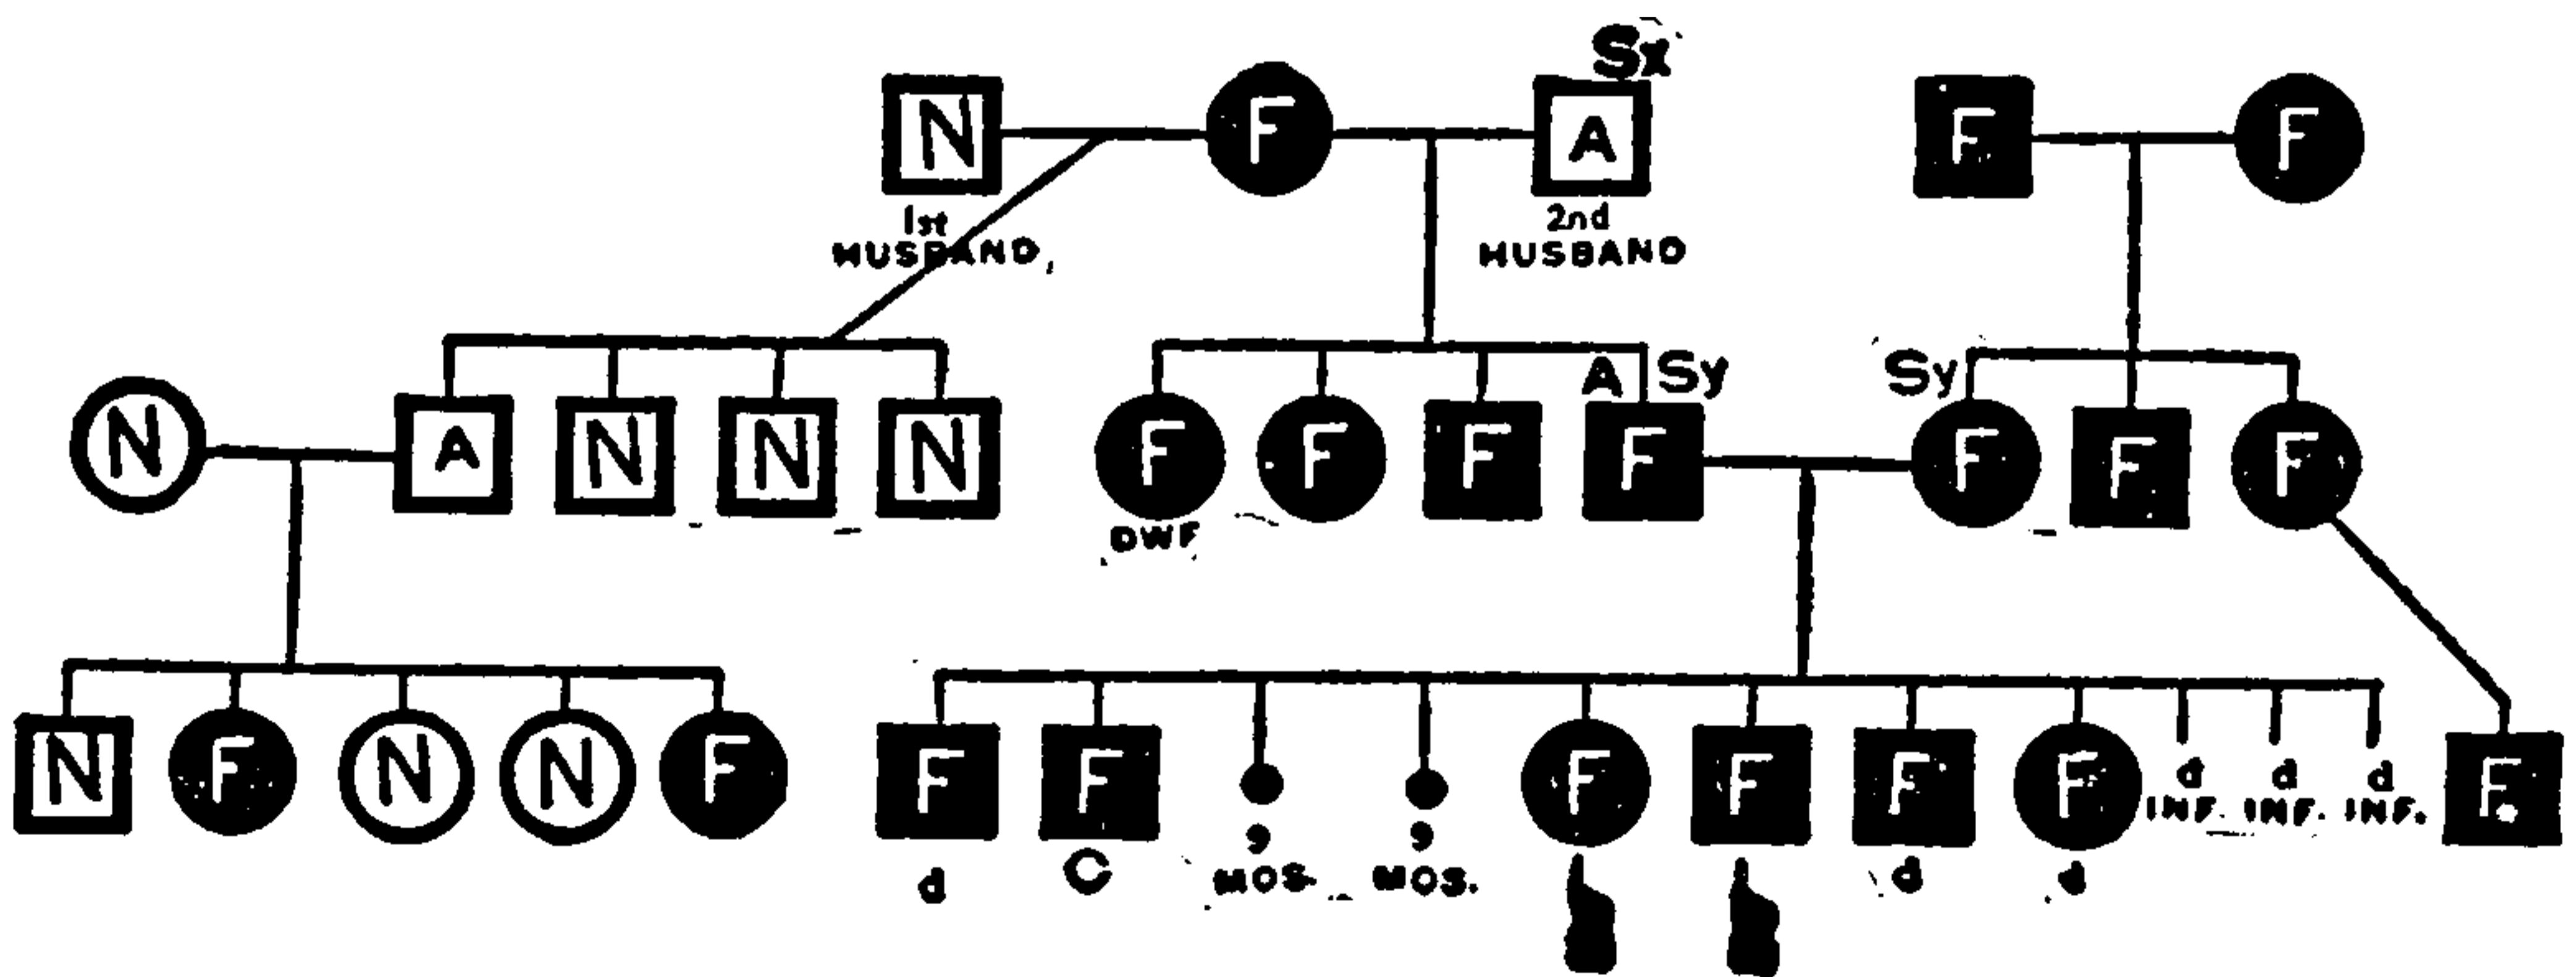 Sx
N F A F F
1st 2nd
HUSBAND, HUSBAND
A Sy Sy
N A N N N F F F F F F F
DWF
N F N N F F F F F F F F.
d d d
INF. INF. INF.
d C 9 9 d d
MOS. MOS.